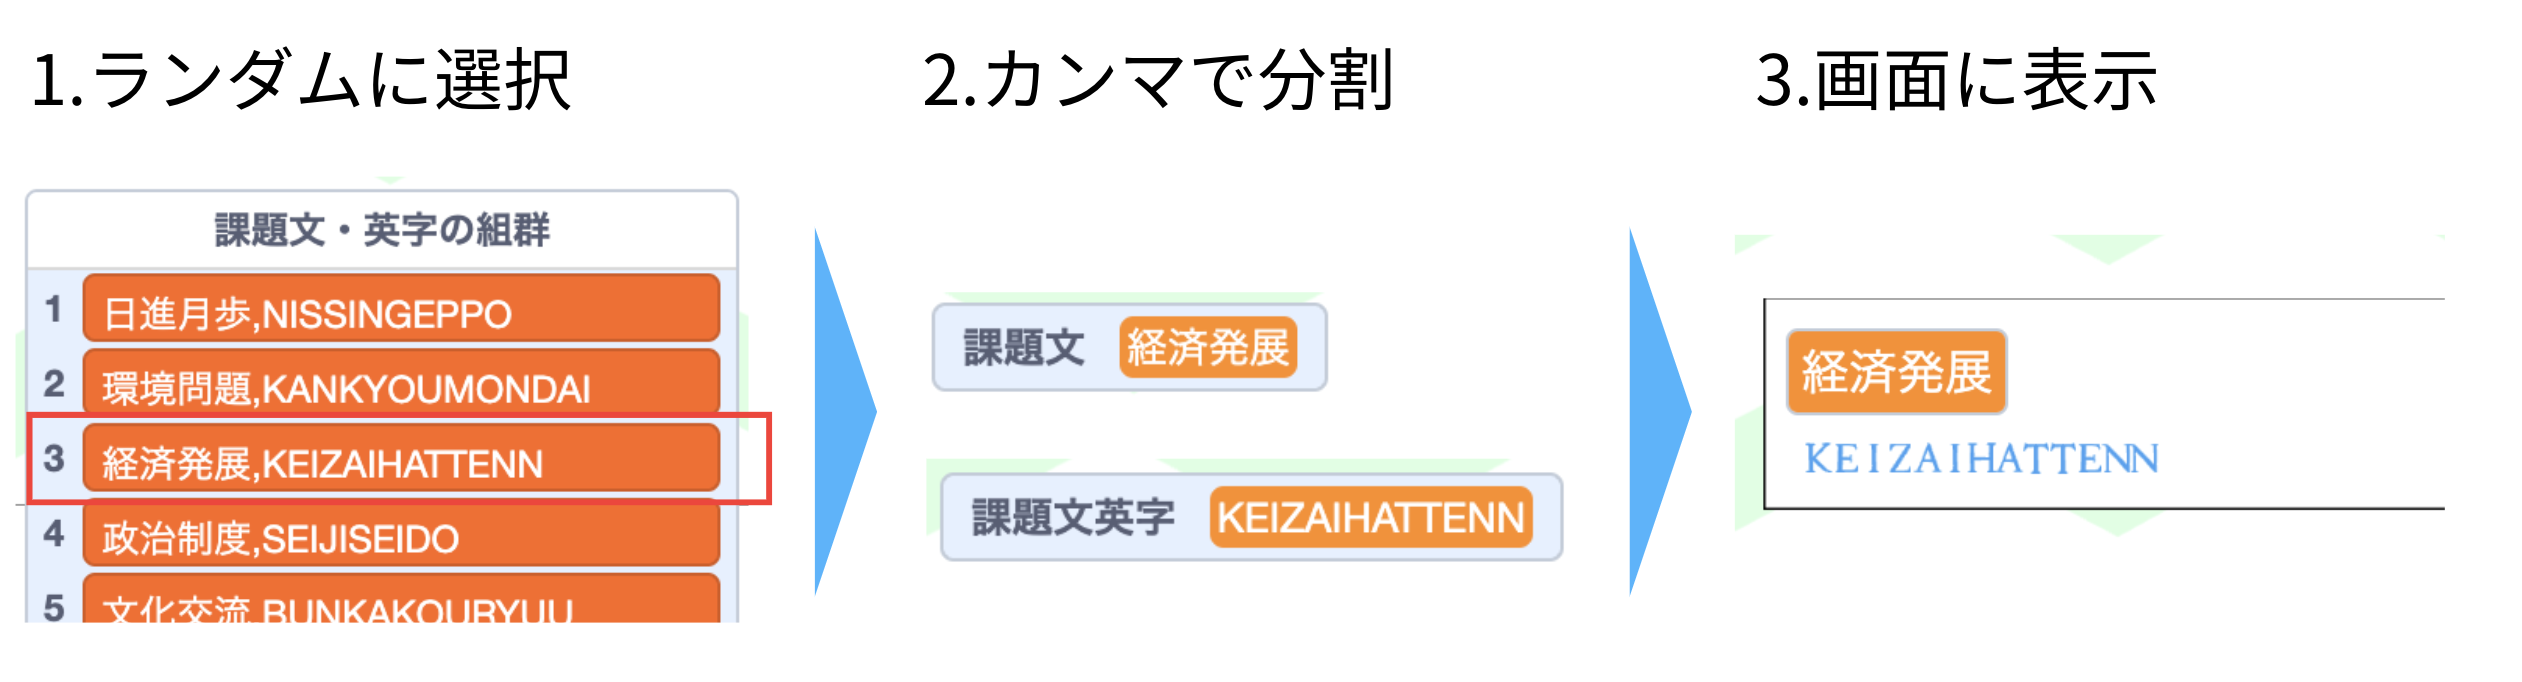 1.ランダムに選択
2.カンマで分割
3.画面に表示
課題文・英字の組群
1 日進月歩,NISSINGEPPO
2 環境問題,KANKYOUMONDAI
3 経済発展,KEIZAIHATTENN
4 政治制度,SEIJISEIDO
5 文化交流,BUNKAKOURYUU
課題文 経済発展
課題文英字 KEIZAIHATTENN
経済発展
KEIZAIHATTENN